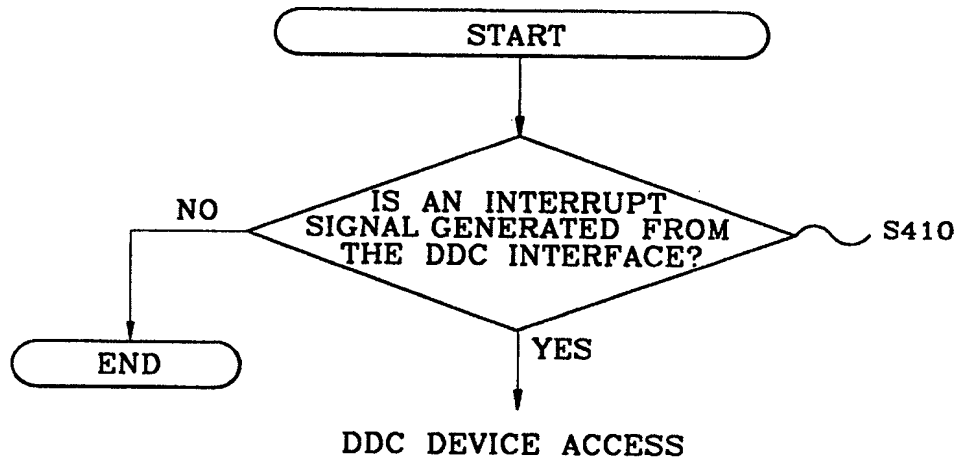 START
IS AN INTERRUPT
SIGNAL GENERATED FROM
THE DDC INTERFACE?
NO
S410
END
YES
DDC DEVICE ACCESS